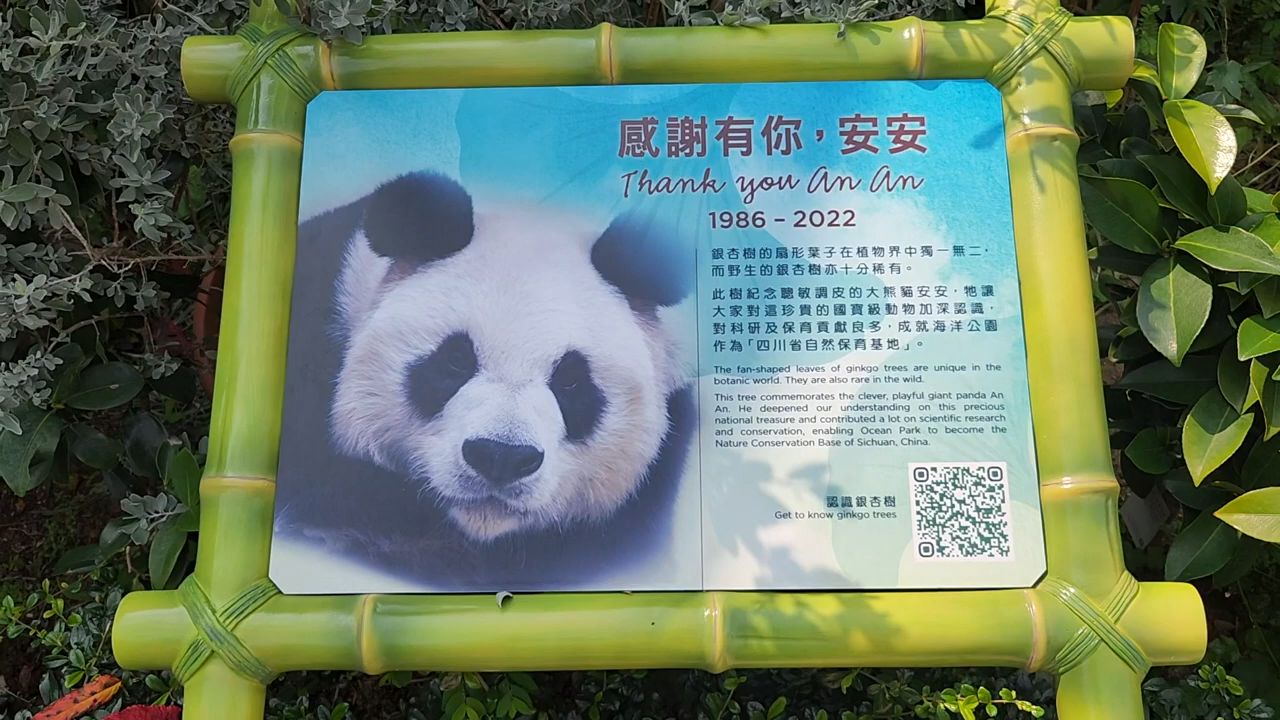 感謝有你，安安
Thank you An An
1986 – 2022
銀杏樹的扇形葉子在植物界中獨一無二，
而野生的銀杏樹亦十分稀有。
此樹紀念聰敏調皮的大熊貓安安，牠讓
大家對這珍貴的國寶級動物加深認識，
對科研及保育貢獻良多，成就海洋公園
作為「四川省自然保育基地」。
The fan-shaped leaves of ginkgo trees are unique in the
botanic world. They are also rare in the wild.
This tree commemorates the clever, playful giant panda An
An. He deepened our understanding on this precious
national treasure and contributed a lot on scientific research
and conservation, enabling Ocean Park to become the
Nature Conservation Base of Sichuan, China.
認識銀杏樹
Get to know ginkgo trees